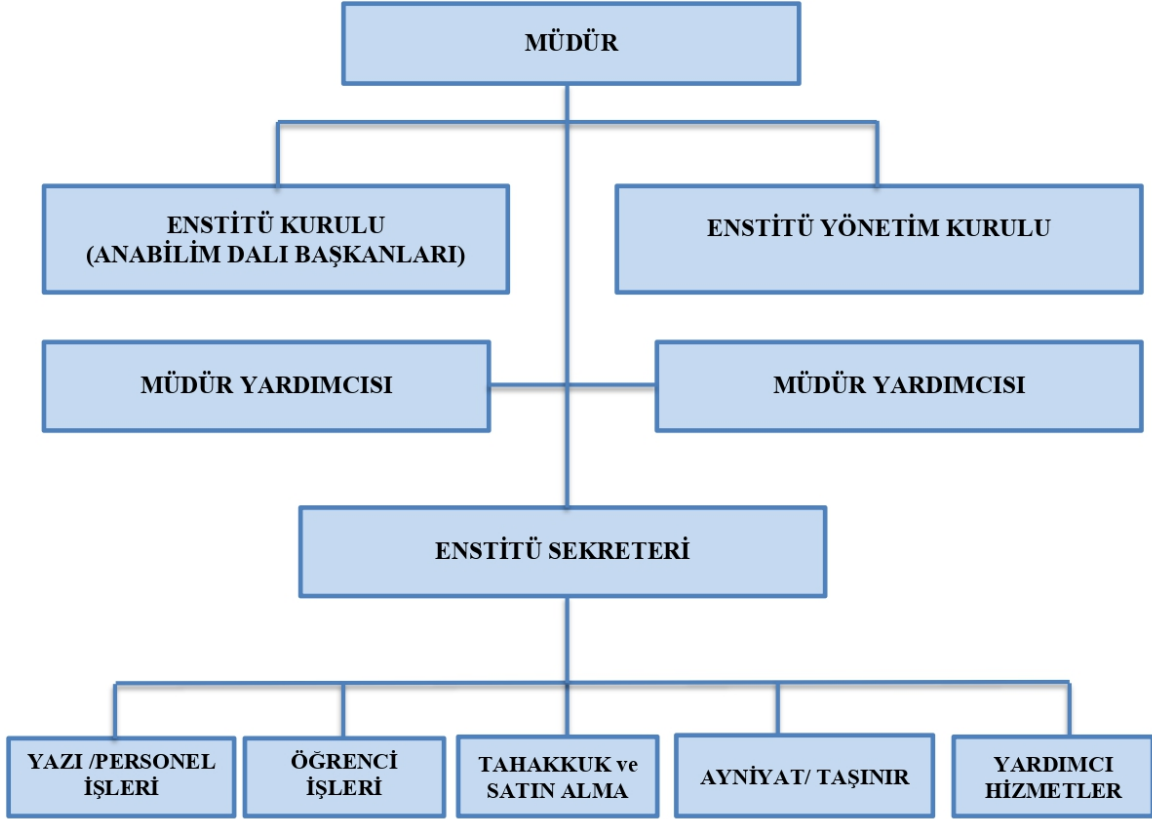 MÜDÜR
ENSTİTÜ KURULU
(ANABİLİM DALI BAŞKANLARI)
ENSTİTÜ YÖNETİM KURULU
MÜDÜR YARDIMCISI
MÜDÜR YARDIMCISI
ENSTİTÜ SEKRETERİ
YAZI /PERSONEL
İŞLERİ
ÖĞRENCİ
İŞLERİ
TAHAKKUK ve
SATIN ALMA
AYNİYAT/ TAŞINIR
YARDIMCI
HİZMETLER